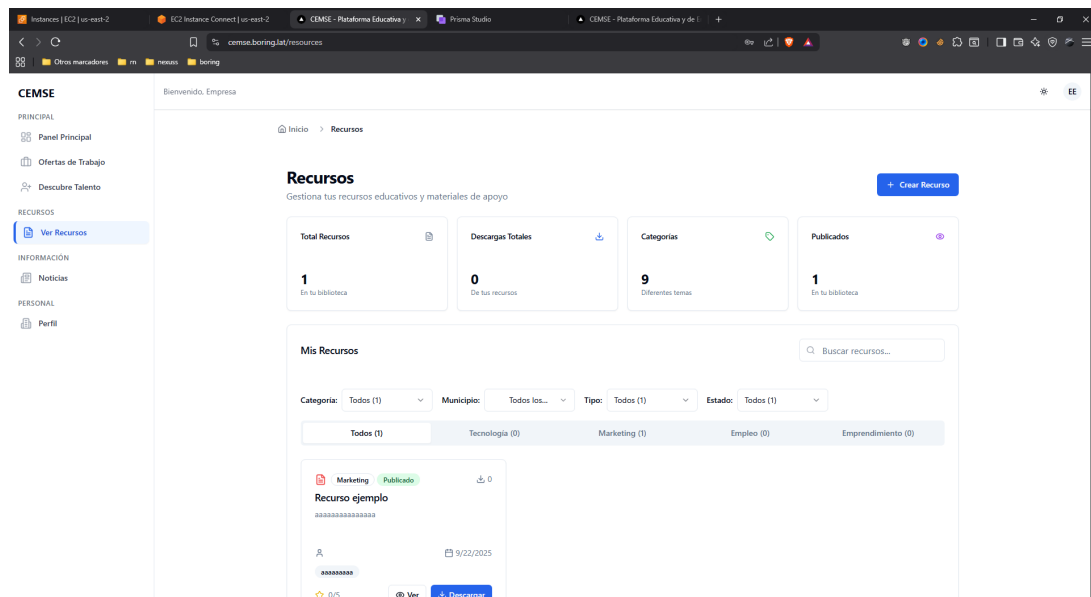 Instances | EC2 | us-east-2
EC2 Instance Connect | us-east-2
CEMSE - Plataforma Educativa y
Prisma Studio
CEMSE - Plataforma Educativa y de E
cemse.boring.lat/resources
Otros marcadores
rn
nexuss
boring
CEMSE
Bienvenido, Empresa
EE
PRINCIPAL
Panel Principal
Ofertas de Trabajo
Descubre Talento
RECURSOS
Ver Recursos
INFORMACIÓN
Noticias
PERSONAL
Perfil
Inicio > Recursos
Recursos
Gestiona tus recursos educativos y materiales de apoyo
+ Crear Recurso
Total Recursos
1
En tu biblioteca
Descargas Totales
0
De tus recursos
Categorías
9
Diferentes temas
Publicados
1
En tu biblioteca
Mis Recursos
Buscar recursos...
Categoría: Todos (1)
Municipio: Todos los...
Tipo: Todos (1)
Estado: Todos (1)
Todos (1)
Tecnología (0)
Marketing (1)
Empleo (0)
Emprendimiento (0)
Marketing
Publicado
0
Recurso ejemplo
aaaaaaaaaaaaaaa
9/22/2025
aaaaaaaaa
0/5
Ver
Descargar